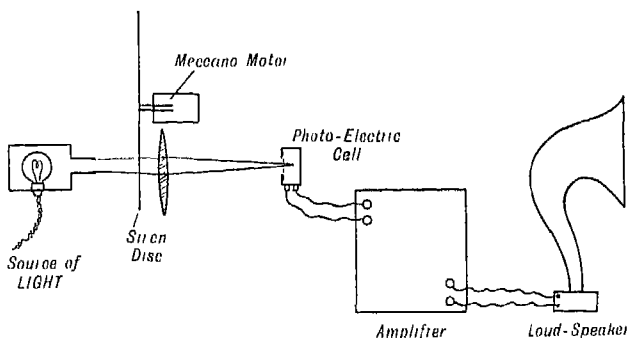 Meccano Motor
Photo-Electric
Cell
Siren
Disc
Source of
LIGHT
Amplifier
Loud-Speaker